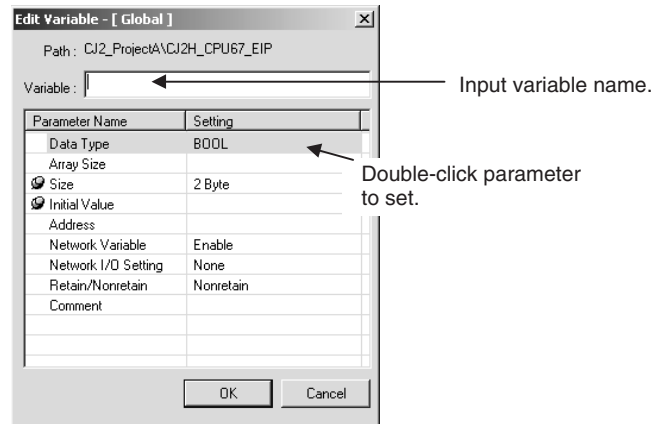 Edit Variable - [ Global ]
Path : CJ2_ProjectA\CJ2H_CPU67_EIP
Variable :
Input variable name.
Parameter Name Setting
Data Type BOOL
Array Size
Size 2 Byte
Initial Value
Address
Network Variable Enable
Network I/O Setting None
Retain/Nonretain Nonretain
Comment
Double-click parameter
to set.
OK Cancel